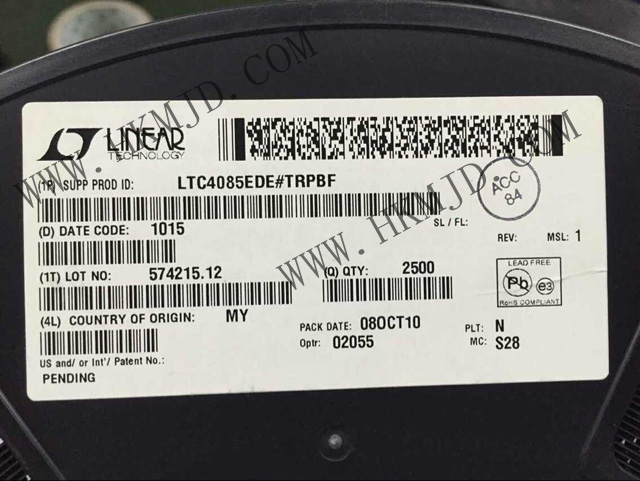 LINEAR
TECHNOLOGY
(1P) SUPP PROD ID: LTC4085EDE#TRPBF
ACC
84
(D) DATE CODE: 1015
SL / FL:
REV: MSL: 1
(1T) LOT NO: 574215.12
(Q) QTY: 2500
LEAD FREE
Pb e3
RoHS COMPLIANT
(4L) COUNTRY OF ORIGIN: MY
PACK DATE: 08OCT10 PLT: N
Optr: 02055 MC: S28
US and/ or Int'/ Patent No.:
PENDING
WWW.HKMJD.COM
WWW.HKMJD.COM